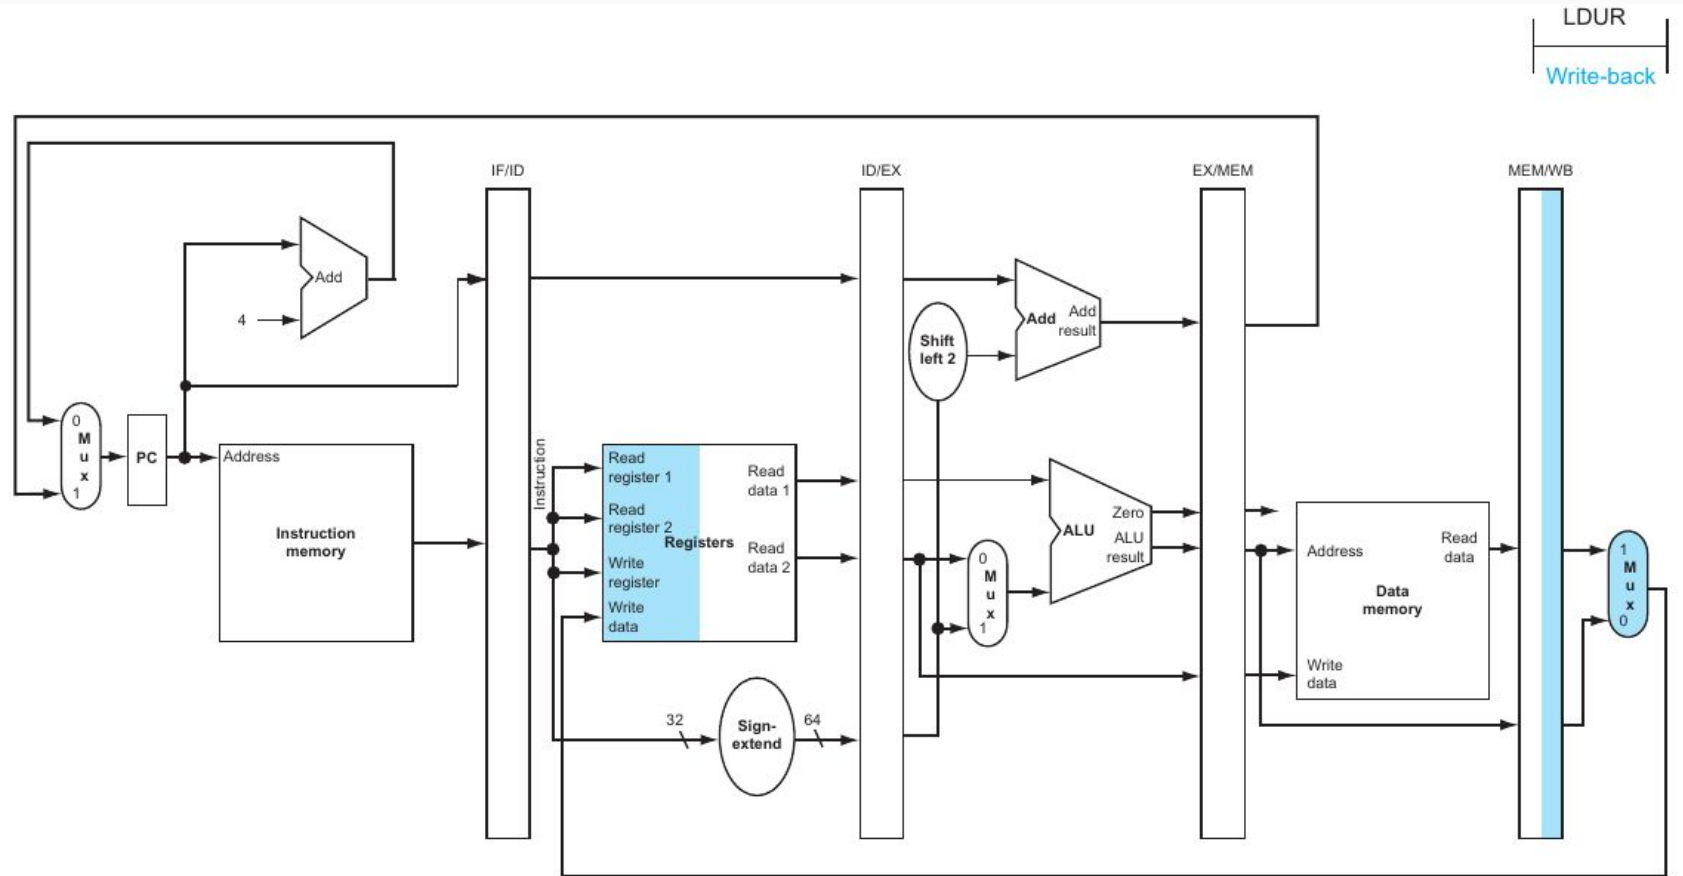 LDUR
Write-back
IF/ID
ID/EX
EX/MEM
MEM/WB
Add
4
Shift
left 2
Add
Add
result
0
M
u
x
1
PC
Address
Instruction
memory
Instruction
Read
register 1
Read
register 2
Write
register
Write
data
Registers
Read
data 1
Read
data 2
0
M
u
x
1
Zero
ALU
ALU
result
Address
Read
data
Data
memory
Write
data
1
M
u
x
0
32
Sign-
extend
64